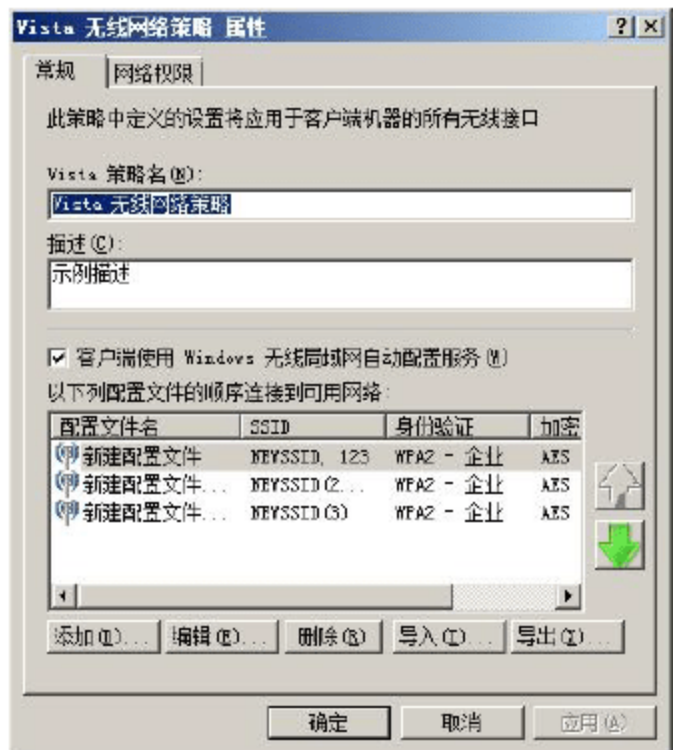 Vista 无线网络策略 属性
常规
网络权限
此策略中定义的设置将应用于客户端机器的所有无线接口
Vista 策略名(N):
Vista 无线网络策略
描述(C):
示例描述
客户端使用 Windows 无线局域网自动配置服务(W)
以下列配置文件的顺序连接到可用网络:
配置文件名 SSID 身份验证 加密
新建配置文件 NEWSSID, 123 WPA2 - 企业 AES
新建配置文件... NEWSSID(2... WPA2 - 企业 AES
新建配置文件... NEWSSID(3) WPA2 - 企业 AES
添加(D)... 编辑(E)... 删除(R) 导入(I)... 导出(X)...
确定 取消 应用(A)